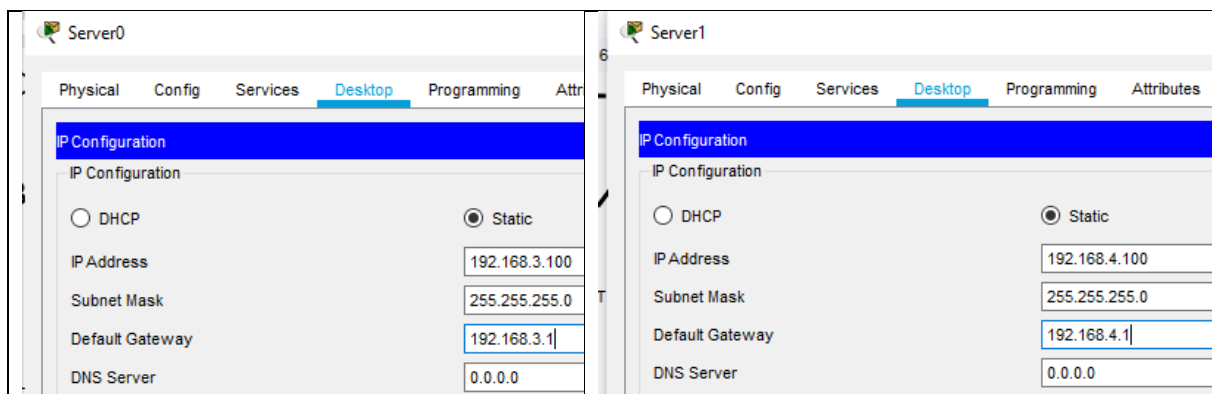 Server0
Physical Config Services Desktop Programming Attri
IP Configuration
IP Configuration
DHCP Static
IP Address 192.168.3.100
Subnet Mask 255.255.255.0
Default Gateway 192.168.3.1
DNS Server 0.0.0.0
Server1
6
Physical Config Services Desktop Programming Attributes
IP Configuration
IP Configuration
DHCP Static
IP Address 192.168.4.100
T
Subnet Mask 255.255.255.0
Default Gateway 192.168.4.1
DNS Server 0.0.0.0